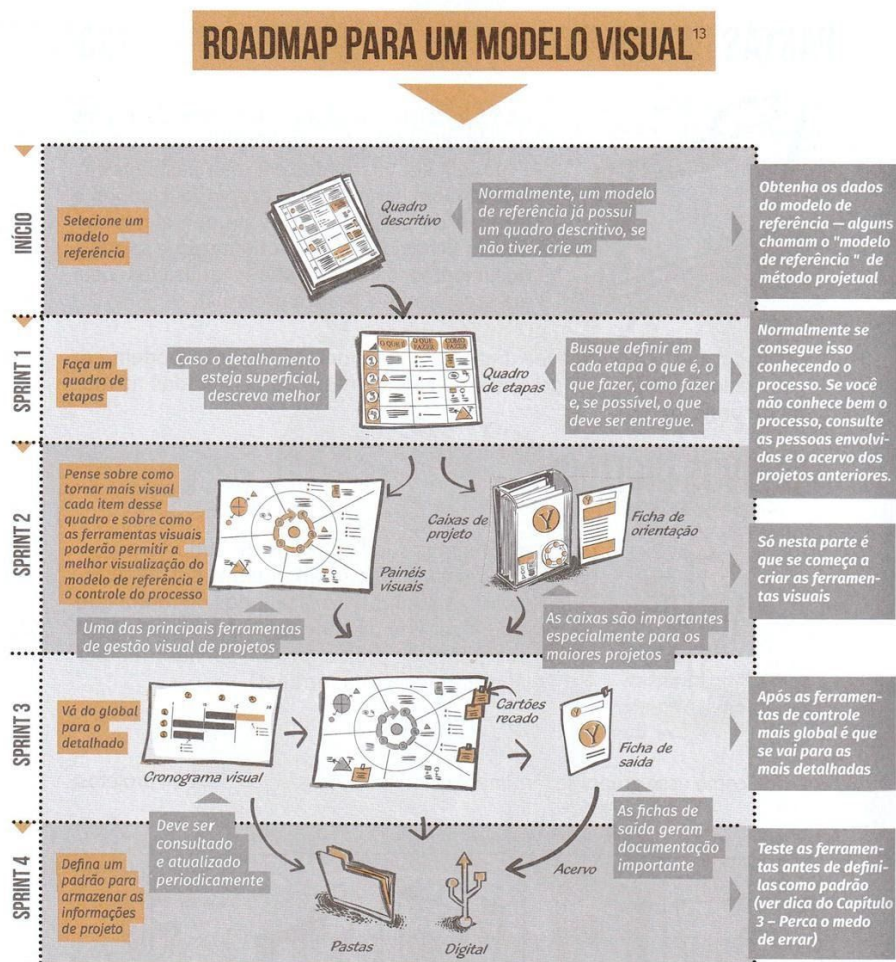 ROADMAP PARA UM MODELO VISUAL13
INÍCIO
Selecione um
modelo
referência
Quadro
descritivo
Normalmente, um modelo
de referência já possui
um quadro descritivo, se
não tiver, crie um
Obtenha os dados
do modelo de
referência — alguns
chamam o "modelo
de referência " de
método projetual
SPRINT 1
Faça um
quadro de
etapas
Caso o detalhamento
esteja superficial,
descreva melhor
O QUE É
O QUE FAZER
COMO FAZER
1
2
3
Quadro
de etapas
Busque definir em
cada etapa o que é, o
que fazer, como fazer
e, se possível, o que
deve ser entregue.
Normalmente se
consegue isso
conhecendo o
processo. Se você
não conhece bem o
processo, consulte
as pessoas envolvi-
das e o acervo dos
projetos anteriores.
SPRINT 2
Pense sobre como
tornar mais visual
cada item desse
quadro e sobre como
as ferramentas visuais
poderão permitir a
melhor visualização do
modelo de referência e
o controle do processo
Painéis
visuais
Caixas de
projeto
Y
Ficha de
orientação
Y
Uma das principais ferramentas
de gestão visual de projetos
As caixas são importantes
especialmente para os
maiores projetos
Só nesta parte é
que se começa a
criar as ferramen-
tas visuais
SPRINT 3
Vá do global
para o
detalhado
Cronograma visual
Cartões
recado
Y
Ficha de
saída
Após as ferramen-
tas de controle
mais global é que
se vai para as
mais detalhadas
Deve ser
consultado
e atualizado
periodicamente
As fichas de
saída geram
documentação
importante
SPRINT 4
Defina um
padrão para
armazenar as
informações
de projeto
Pastas
Digital
Acervo
Teste as ferramen-
tas antes de defini-
las como padrão
(ver dica do Capítulo
3 – Perca o medo
de errar)